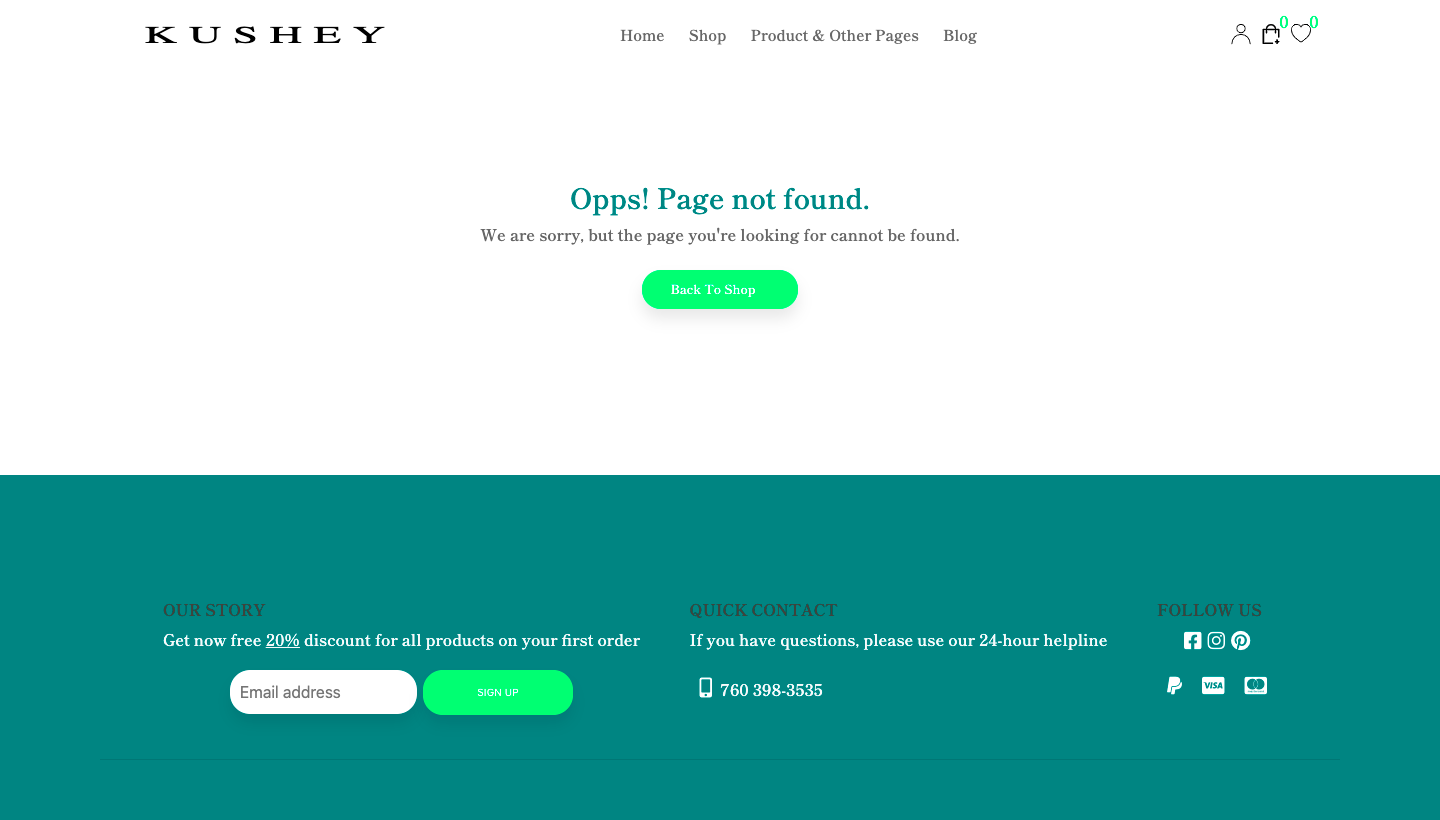 KUSHEY
Home Shop Product & Other Pages Blog
0 0
Opps! Page not found.
We are sorry, but the page you're looking for cannot be found.
Back To Shop
OUR STORY
Get now free 20% discount for all products on your first order
Email address SIGN UP
QUICK CONTACT
If you have questions, please use our 24-hour helpline
760 398-3535
FOLLOW US
VISA